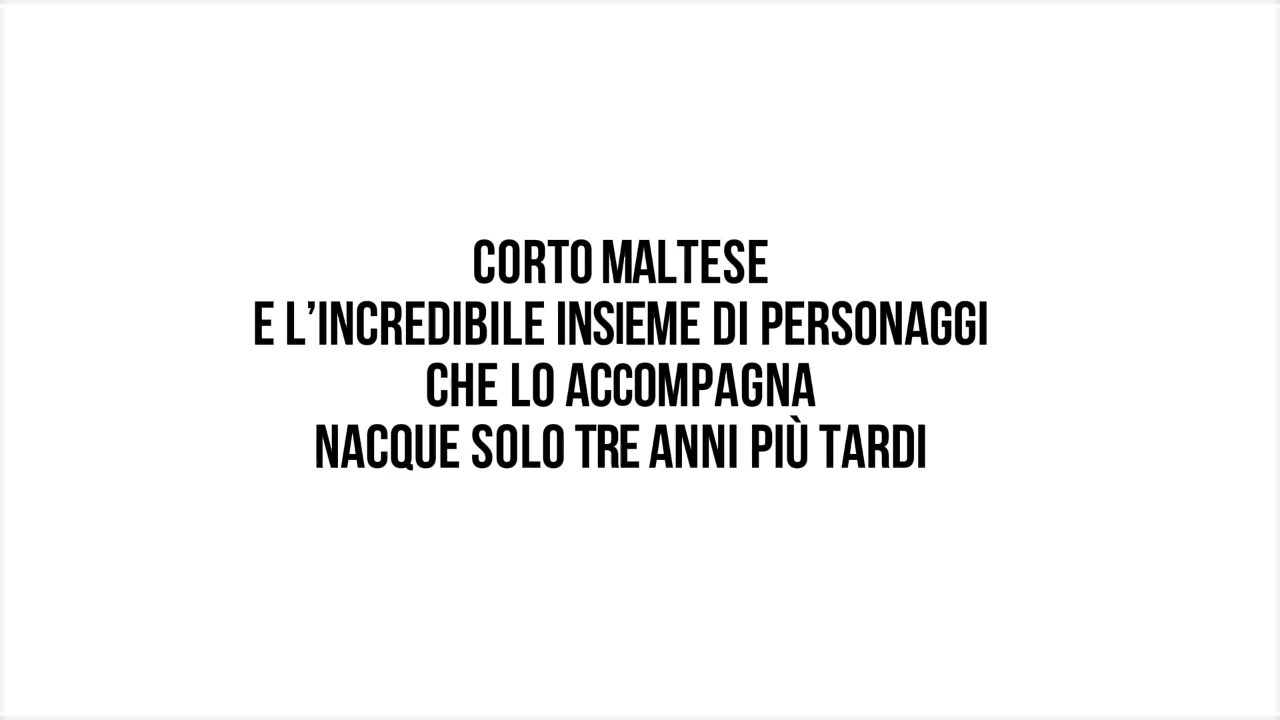 CORTO MALTESE
E L’INCREDIBILE INSIEME DI PERSONAGGI
CHE LO ACCOMPAGNA
NACQUE SOLO TRE ANNI PIÙ TARDI